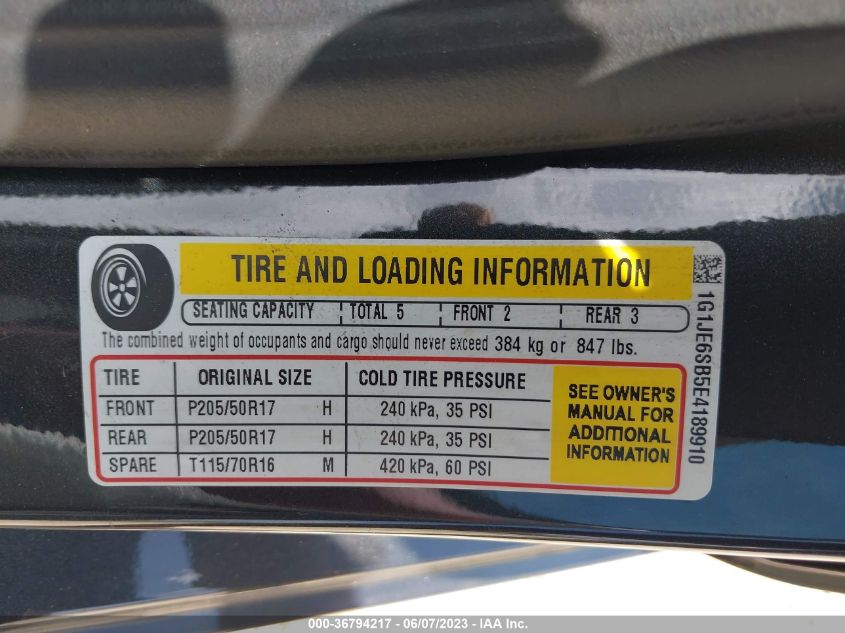 TIRE AND LOADING INFORMATION
SEATING CAPACITY TOTAL 5 FRONT 2 REAR 3
The combined weight of occupants and cargo should never exceed 384 kg or 847 lbs.
TIRE ORIGINAL SIZE COLD TIRE PRESSURE
FRONT P205/50R17 H 240 kPa, 35 PSI
REAR P205/50R17 H 240 kPa, 35 PSI
SPARE T115/70R16 M 420 kPa, 60 PSI
SEE OWNER'S
MANUAL FOR
ADDITIONAL
INFORMATION
1G1JE6SB5E4189910
000-36794217 - 06/07/2023 - IAA Inc.